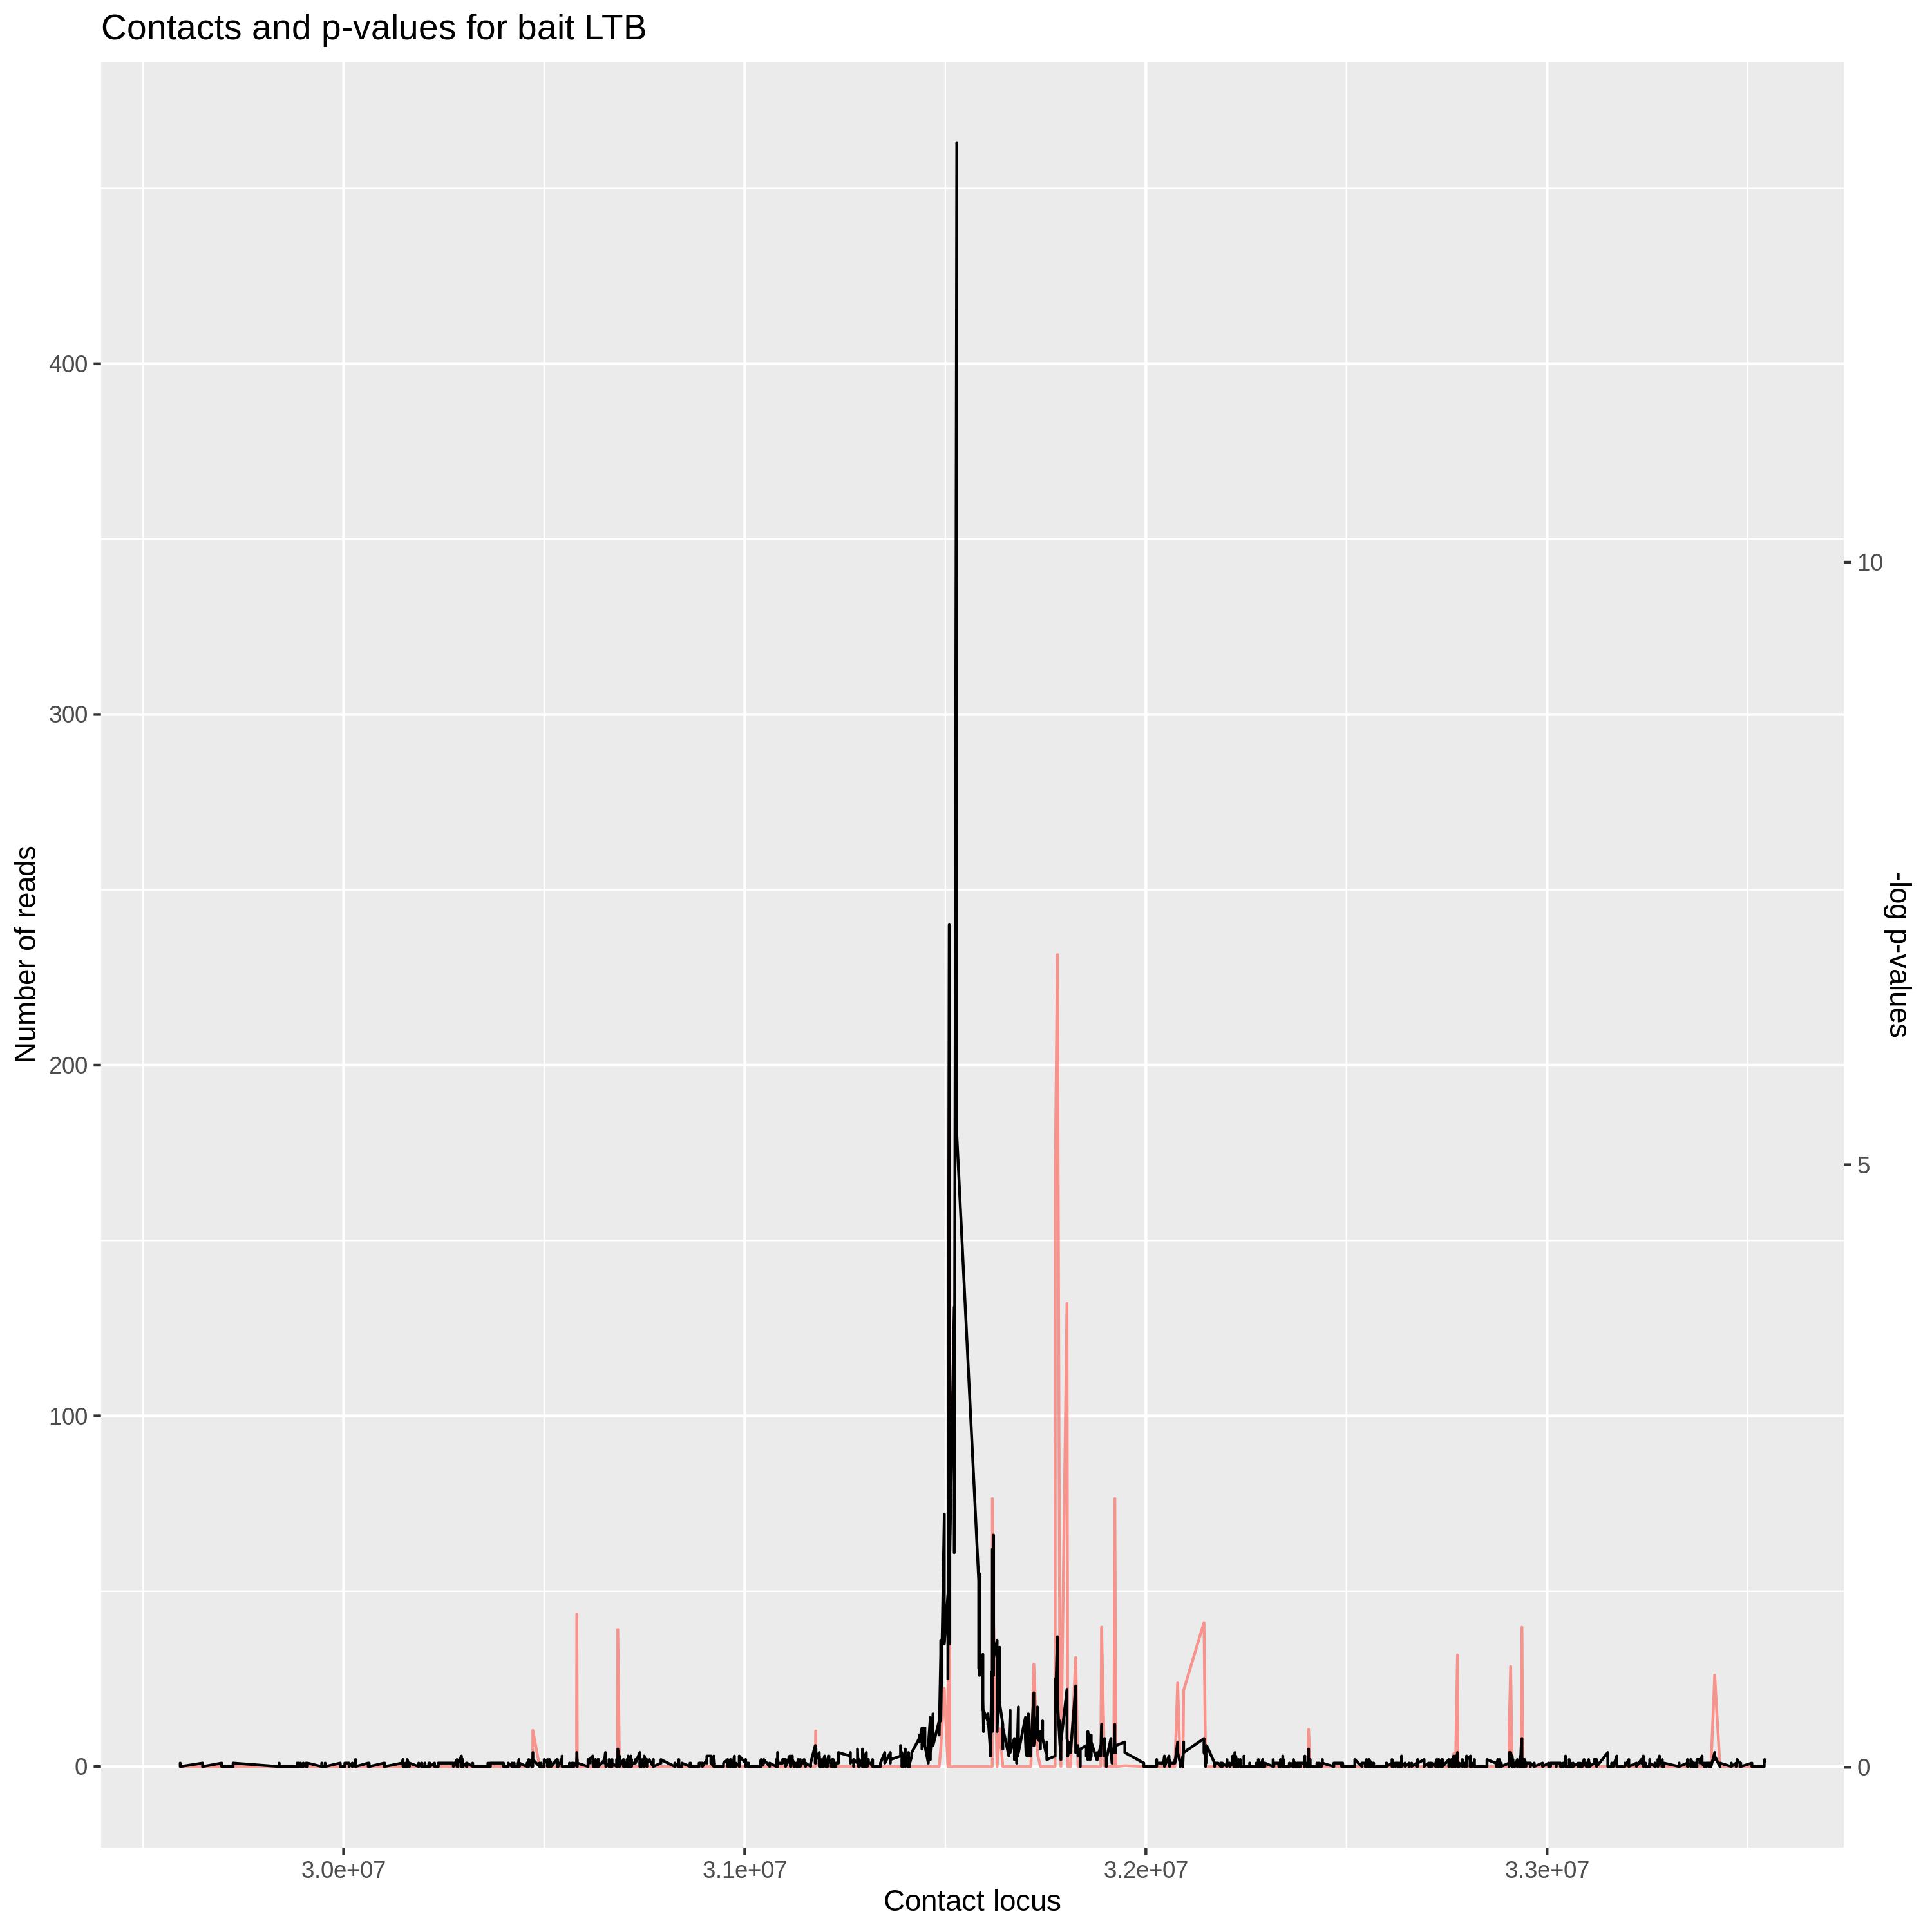 Contacts and p-values for bait LTB
400
300
200
100
0
Number of reads
10
5
0
-log p-values
3.0e+07
3.1e+07
3.2e+07
3.3e+07
Contact locus